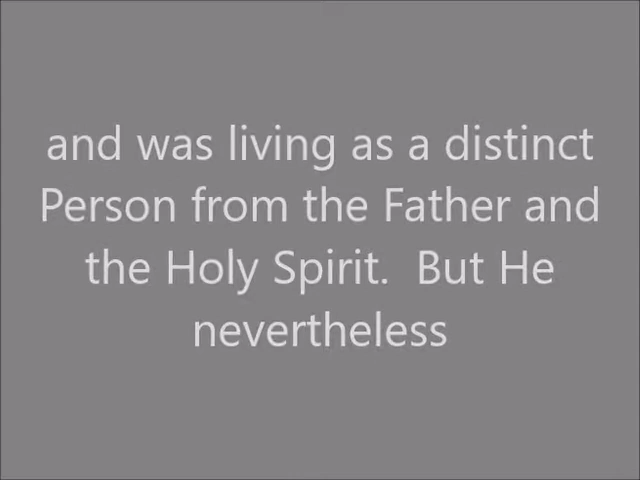 and was living as a distinct
Person from the Father and
the Holy Spirit.  But He
nevertheless